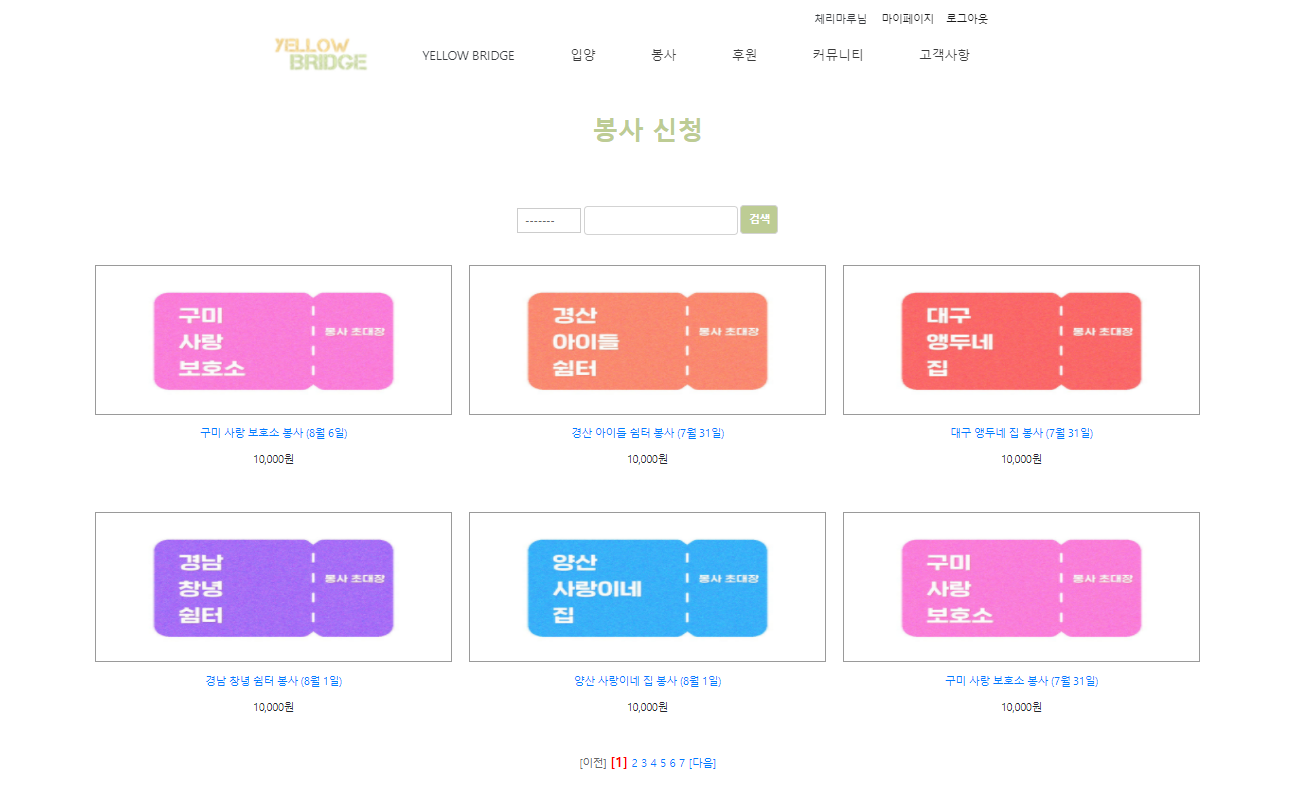 체리마루님 마이페이지 로그아웃
YELLOW
BRIDGE
YELLOW BRIDGE 입양 봉사 후원 커뮤니티 고객사항
봉사 신청
------- 검색
구미
사랑
보호소
봉사 초대장
경산
아이들
쉼터
봉사 초대장
대구
앵두네
집
봉사 초대장
구미 사랑 보호소 봉사 (8월 6일) 경산 아이들 쉼터 봉사 (7월 31일) 대구 앵두네 집 봉사 (7월 31일)
10,000원 10,000원 10,000원
경남
창녕
쉼터
봉사 초대장
양산
사랑이네
집
봉사 초대장
구미
사랑
보호소
봉사 초대장
경남 창녕 쉼터 봉사 (8월 1일) 양산 사랑이네 집 봉사 (8월 1일) 구미 사랑 보호소 봉사 (7월 31일)
10,000원 10,000원 10,000원
[이전] [1] 2 3 4 5 6 7 [다음]